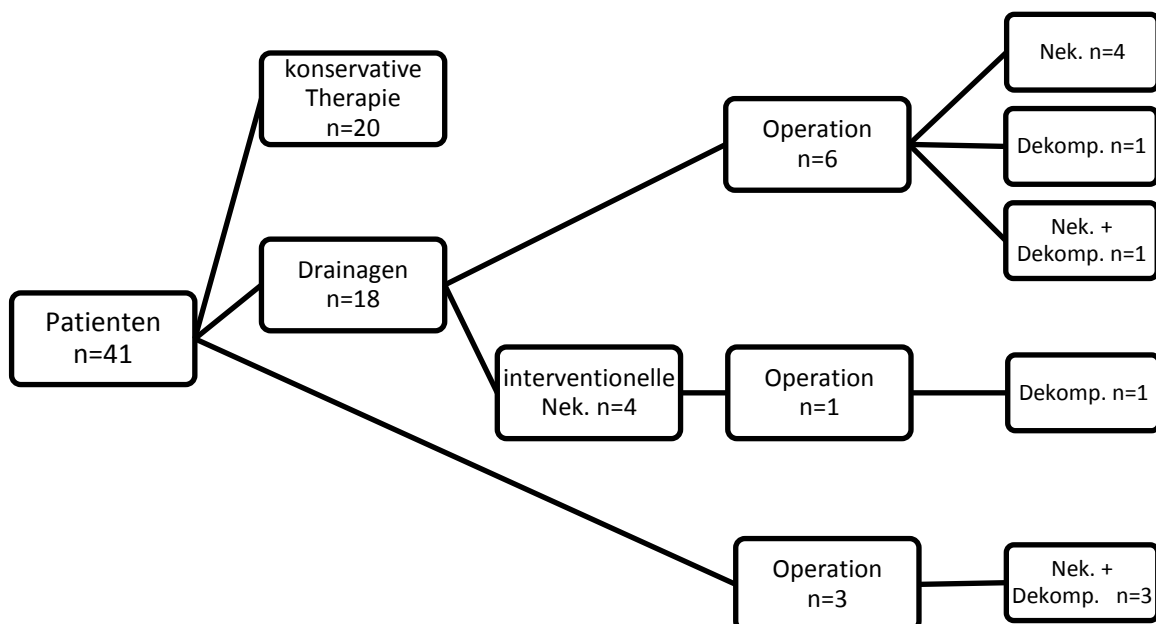 Patienten
n=41
konservative
Therapie
n=20
Drainagen
n=18
interventionelle
Nek. n=4
Operation
n=6
Operation
n=1
Operation
n=3
Nek. n=4
Dekomp. n=1
Nek. +
Dekomp. n=1
Dekomp. n=1
Nek. +
Dekomp. n=3